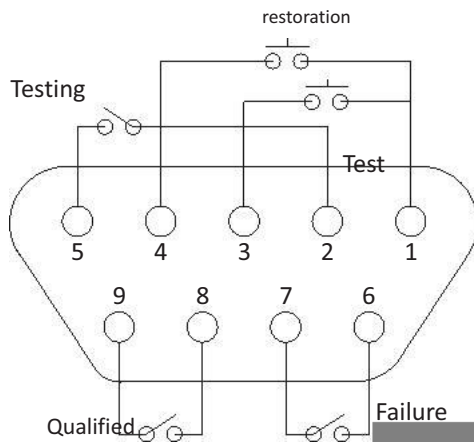 restoration
Testing
Test
5 4 3 2 1
9 8 7 6
Qualified
Failure